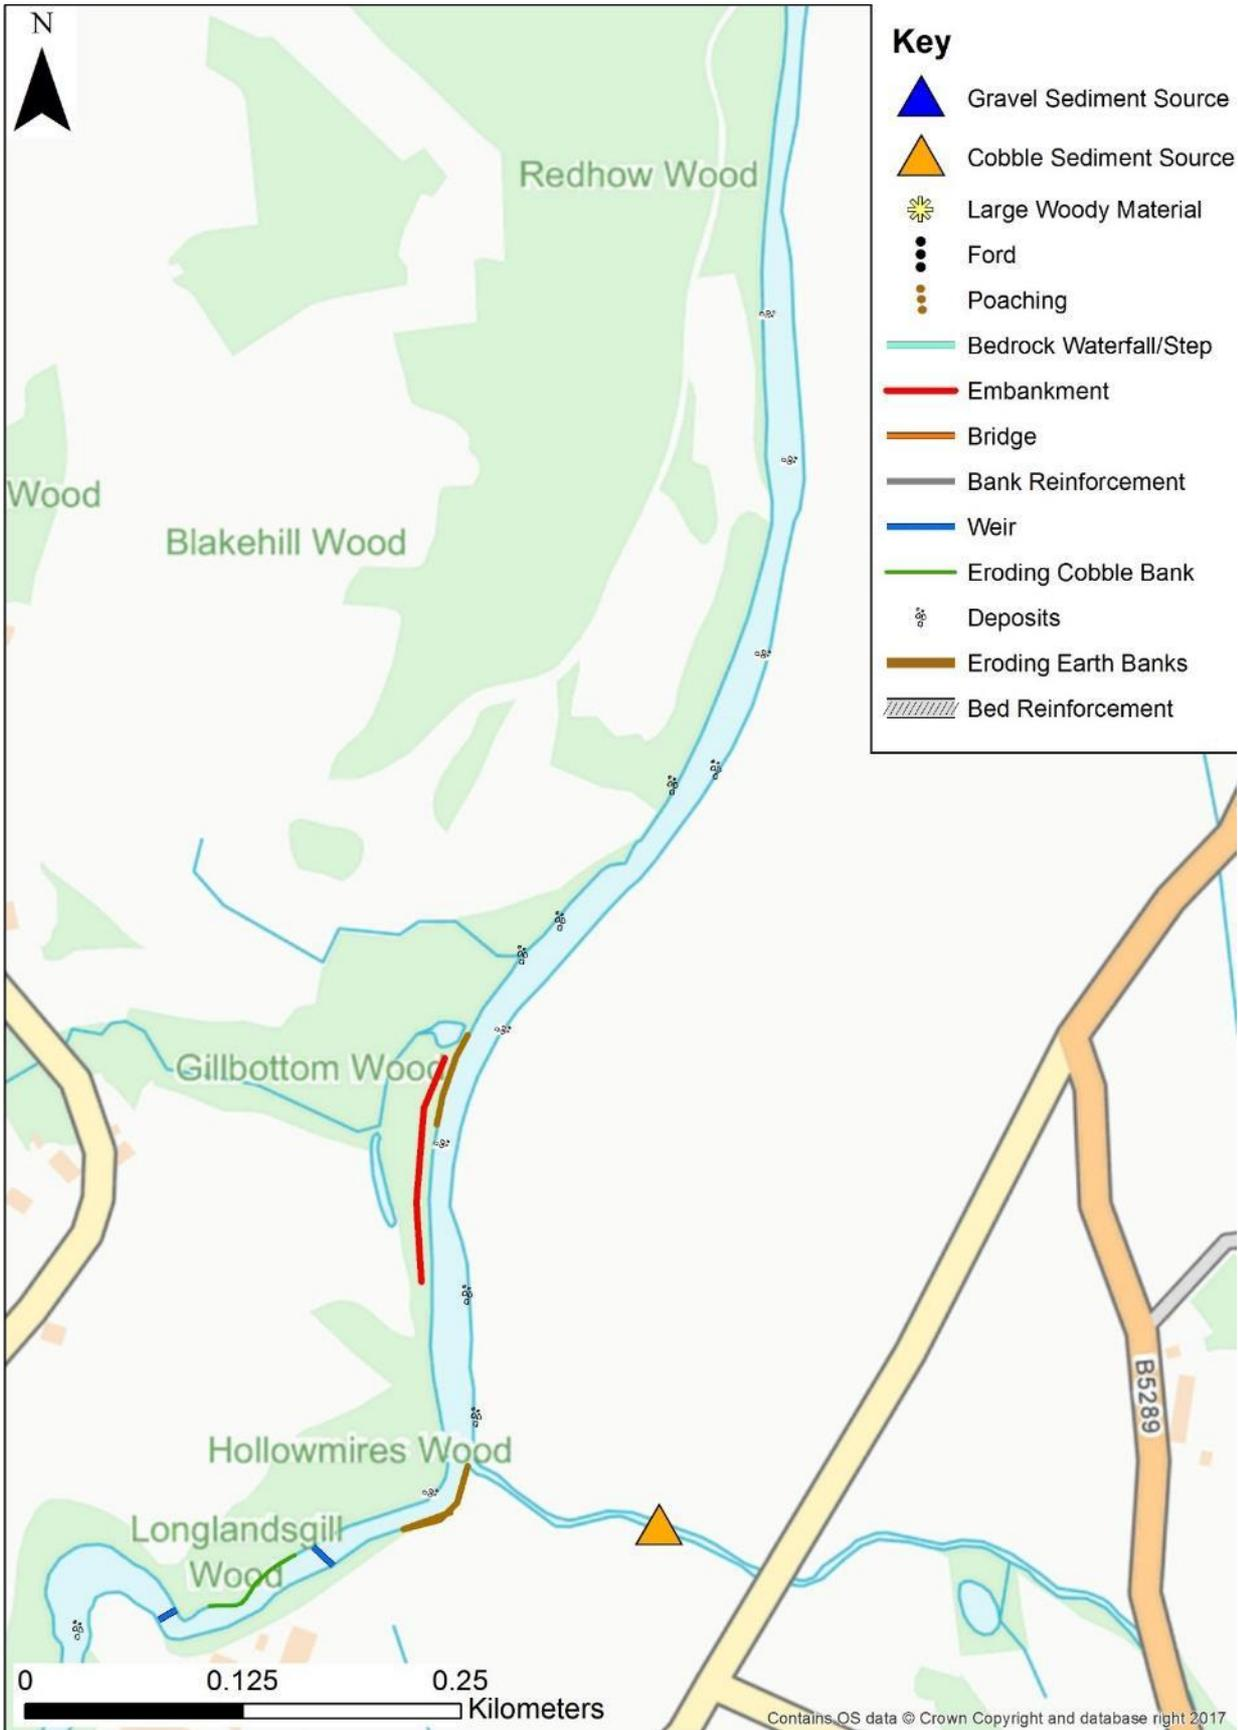 N
Key
Gravel Sediment Source
Cobble Sediment Source
Large Woody Material
Ford
Poaching
Bedrock Waterfall/Step
Embankment
Bridge
Bank Reinforcement
Weir
Eroding Cobble Bank
Deposits
Eroding Earth Banks
Bed Reinforcement
Redhow Wood
Wood
Blakehill Wood
Gillbottom Wood
B5289
Hollowmires Wood
Longlandsgill
Wood
0 0.125 0.25
Kilometers
Contains OS data © Crown Copyright and database right 2017